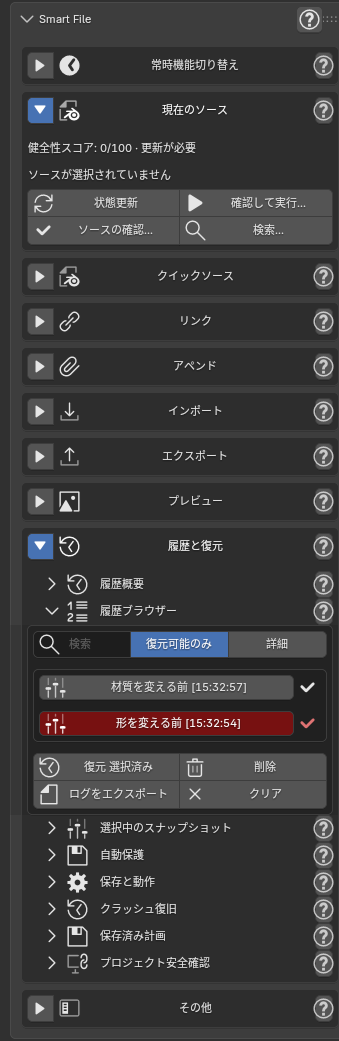 Smart File
常時機能切り替え
現在のソース
健全性スコア: 0/100 · 更新が必要
ソースが選択されていません
状態更新 確認して実行...
ソースの確認... 検索...
クイックソース
リンク
アペンド
インポート
エクスポート
プレビュー
履歴と復元
履歴概要
履歴ブラウザー
検索 復元可能のみ 詳細
材質を変える前 [15:32:57]
形を変える前 [15:32:54]
復元 選択済み 削除
ログをエクスポート クリア
選択中のスナップショット
自動保護
保存と動作
クラッシュ復旧
保存済み計画
プロジェクト安全確認
その他